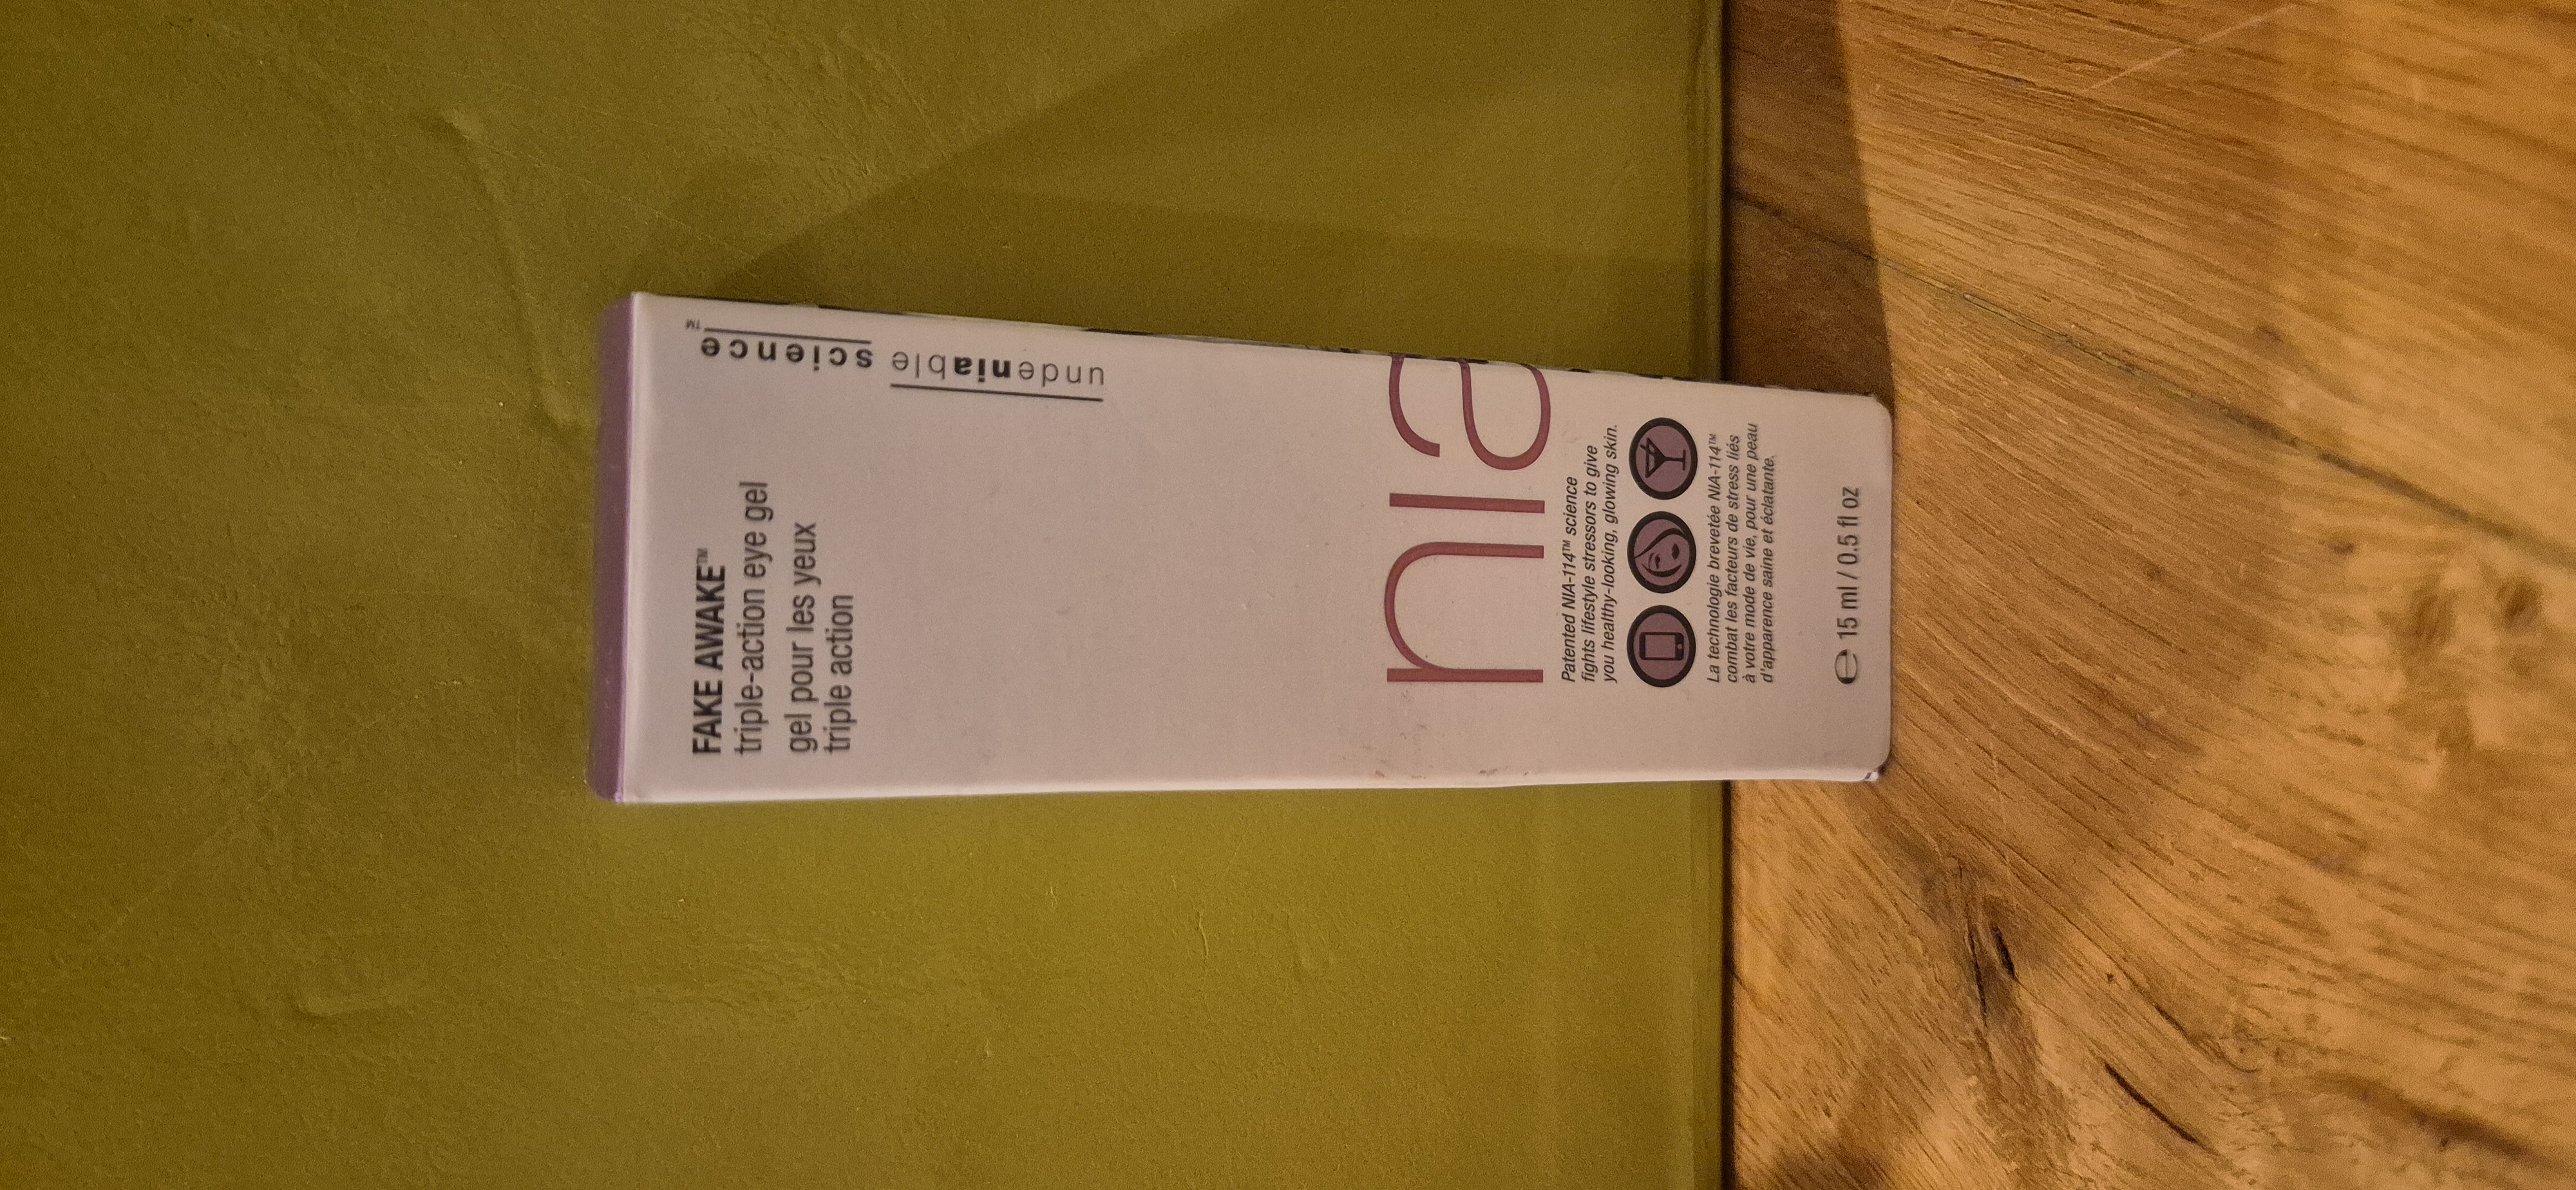 FAKE AWAKE™
triple-action eye gel
gel pour les yeux
triple action
undeniable science™
nia
Patented NIA-114™ science
fights lifestyle stressors to give
you healthy-looking, glowing skin.
La technologie brevetée NIA-114™
combat les facteurs de stress liés
à votre mode de vie, pour une peau
d'apparence saine et éclatante.
℮ 15 ml / 0.5 fl oz